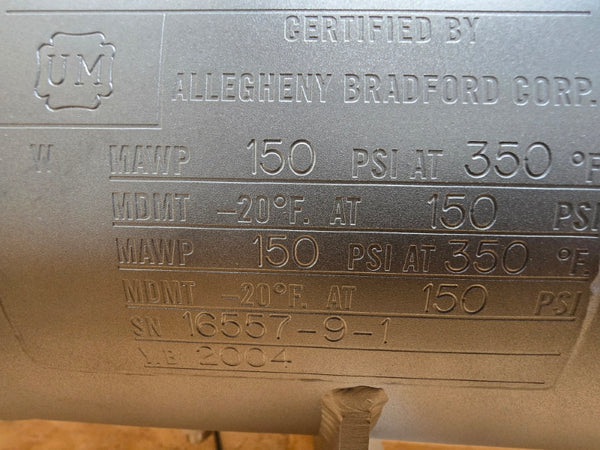 UM
CERTIFIED BY
ALLEGHENY BRADFORD CORP.
W MAWP 150 PSI AT 350 °F.
MDMT -20°F. AT 150 PSI
MAWP 150 PSI AT 350 °F.
MDMT -20°F. AT 150 PSI
SN 16557-9-1
Y.B 2004